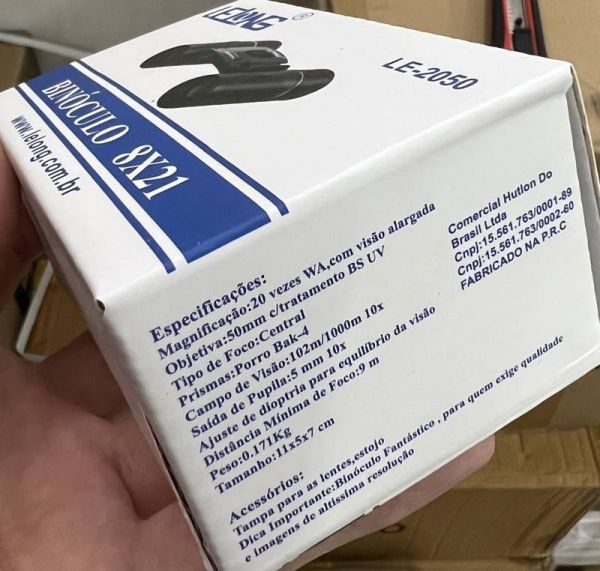 LELONG ®
LE-2050
BINÓCULO 8X21
www.lelong.com.br
Especificações:
Magnificação:20 vezes WA,com visão alargada
Objetiva:50mm c/tratamento BS UV
Tipo de Foco:Central
Prismas:Porro Bak-4
Campo de Visão:102m/1000m 10x
Saída de Pupila:5 mm 10x
Ajuste de dioptria para equilíbrio da visão
Distância Mínima de Foco:9 m
Peso:0.171Kg
Tamanho:11x5x7 cm
Acessórios:
Tampa para as lentes,estojo
Dica Importante:Binóculo Fantástico , para quem exige qualidade
e imagens de altíssima resolução
Comercial Hutlon Do
Brasil Ltda
Cnpj:15.561.763/0001-89
Cnpj:15.561.763/0002-60
FABRICADO NA P.R.C